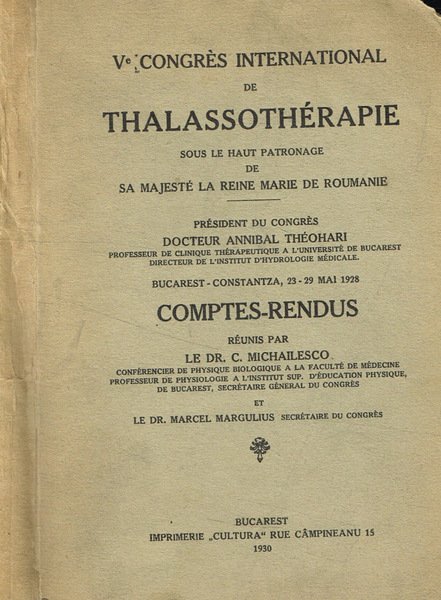 Ve CONGRÈS INTERNATIONAL
DE
THALASSOTHÉRAPIE
SOUS LE HAUT PATRONAGE
DE
SA MAJESTÉ LA REINE MARIE DE ROUMANIE
PRÉSIDENT DU CONGRÈS
DOCTEUR ANNIBAL THÉOHARI
PROFESSEUR DE CLINIQUE THÉRAPEUTIQUE A L'UNIVERSITÉ DE BUCAREST
DIRECTEUR DE L'INSTITUT D'HYDROLOGIE MÉDICALE.
BUCAREST - CONSTANTZA, 23-29 MAI 1928
COMPTES-RENDUS
RÉUNIS PAR
LE DR. C. MICHAILESCO
CONFÉRENCIER DE PHYSIQUE BIOLOGIQUE A LA FACULTÉ DE MÉDECINE
PROFESSEUR DE PHYSIOLOGIE A L'INSTITUT SUP. D'ÉDUCATION PHYSIQUE,
DE BUCAREST, SECRÉTAIRE GÉNERAL DU CONGRÈS
ET
LE DR. MARCEL MARGULIUS SECRÉTAIRE DU CONGRÈS
BUCAREST
IMPRIMERIE „CULTURA" RUE CÂMPINEANU 15
1930